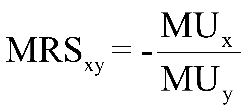 MRSxy = - MUx / MUy